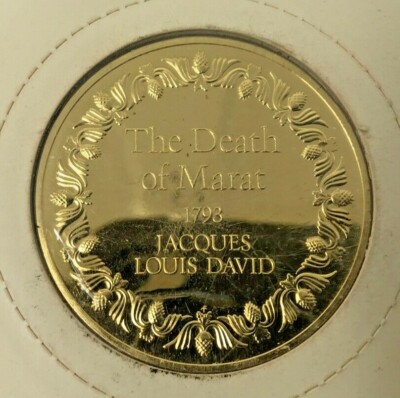 The Death
of Marat
1793
JACQUES
LOUIS DAVID